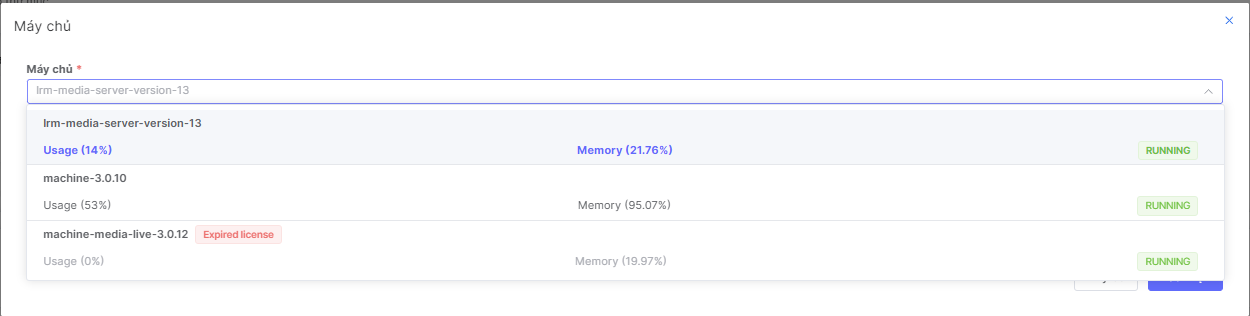 Máy chủ
Máy chủ *
lrm-media-server-version-13
lrm-media-server-version-13
Usage (14%) Memory (21.76%) RUNNING
machine-3.0.10
Usage (53%) Memory (95.07%) RUNNING
machine-media-live-3.0.12 Expired license
Usage (0%) Memory (19.97%) RUNNING